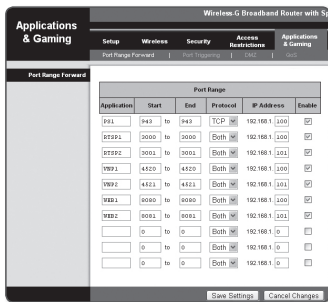 Wireless-G Broadband Router with Sp
Applications & Gaming
Setup Wireless Security Access Restrictions Applications & Gaming
Port Range Forward | Port Triggering | DMZ | QoS
Port Range Forward
Port Range
Application Start End Protocol IP Address Enable
PS1 943 to 943 TCP 192.168.1. 100
RTSP1 3000 to 3000 Both 192.168.1. 100
RTSP2 3001 to 3001 Both 192.168.1. 101
VNP1 4520 to 4520 Both 192.168.1. 100
VNP2 4521 to 4521 Both 192.168.1. 101
WEB1 8080 to 8080 Both 192.168.1. 100
WEB2 8081 to 8081 Both 192.168.1. 101
0 to 0 Both 192.168.1. 0
0 to 0 Both 192.168.1. 0
0 to 0 Both 192.168.1. 0
Save Settings Cancel Changes